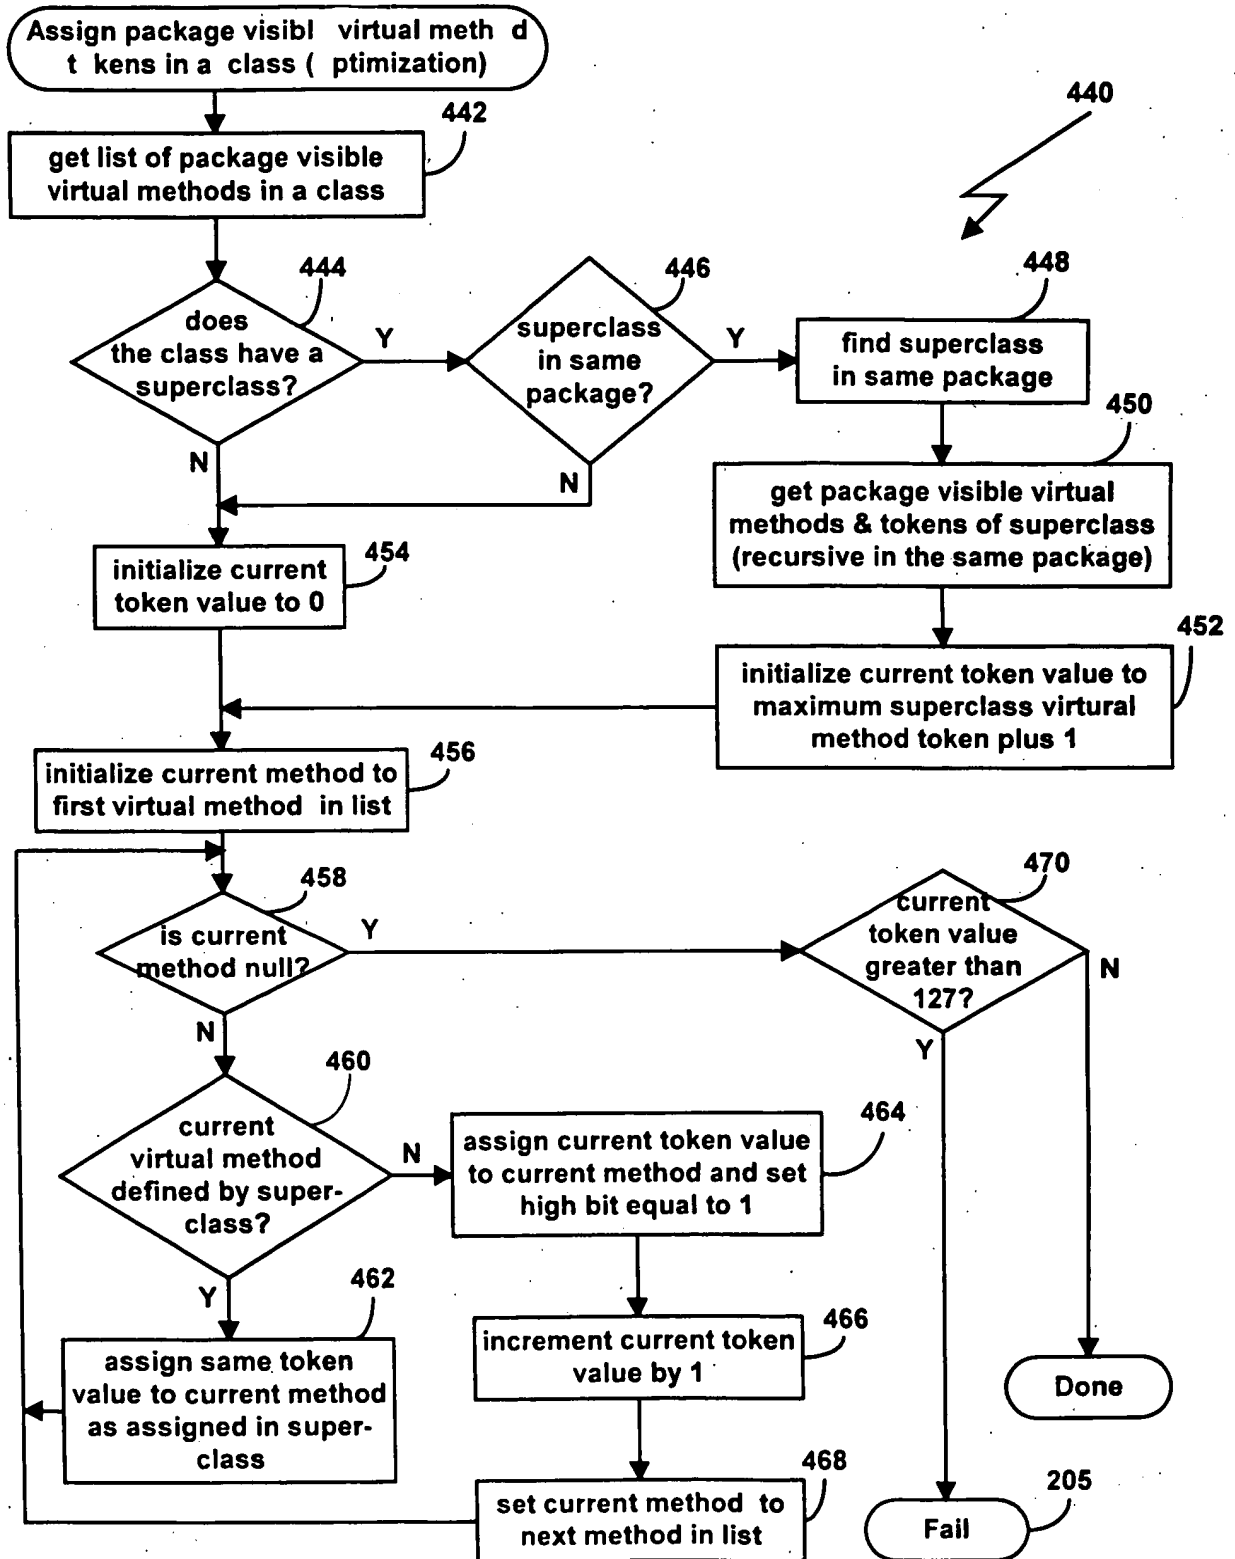 Assign package visibl virtual meth d
t kens in a class ( ptimization)
442
440
get list of package visible
virtual methods in a class
444
446
448
does
the class have a
superclass?
Y
superclass
in same
package?
Y
find superclass
in same package
450
N
N
get package visible virtual
methods & tokens of superclass
(recursive in the same package)
454
initialize current
token value to 0
452
initialize current token value to
maximum superclass virtural
method token plus 1
456
initialize current method to
first virtual method in list
458
470
is current
method null?
Y
current
token value
greater than
127?
N
N
Y
460
current
virtual method
defined by super-
class?
N
464
assign current token value
to current method and set
high bit equal to 1
Y
462
466
assign same token
value to current method
as assigned in super-
class
increment current token
value by 1
Done
468
set current method to
next method in list
205
Fail